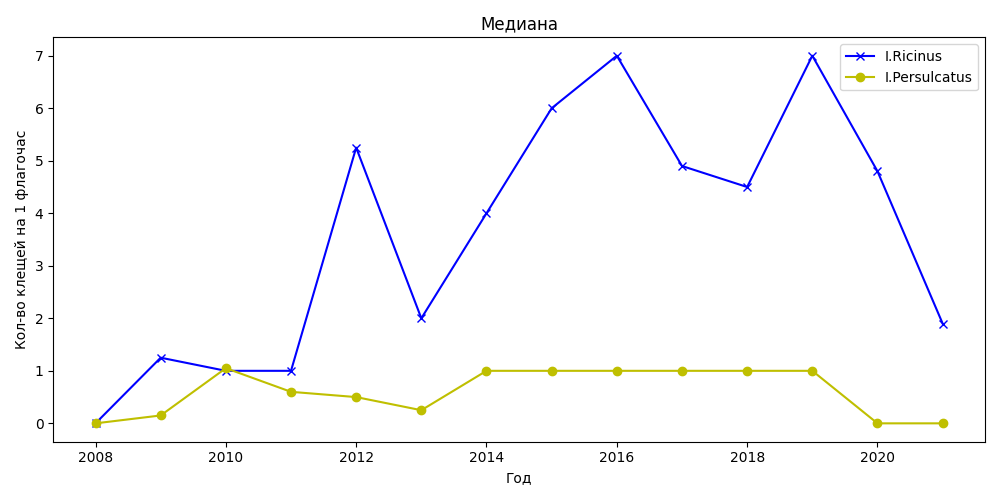 Медиана
I.Ricinus
I.Persulcatus
Кол-во клещей на 1 флагочас
7
6
5
4
3
2
1
0
2008 2010 2012 2014 2016 2018 2020
Год